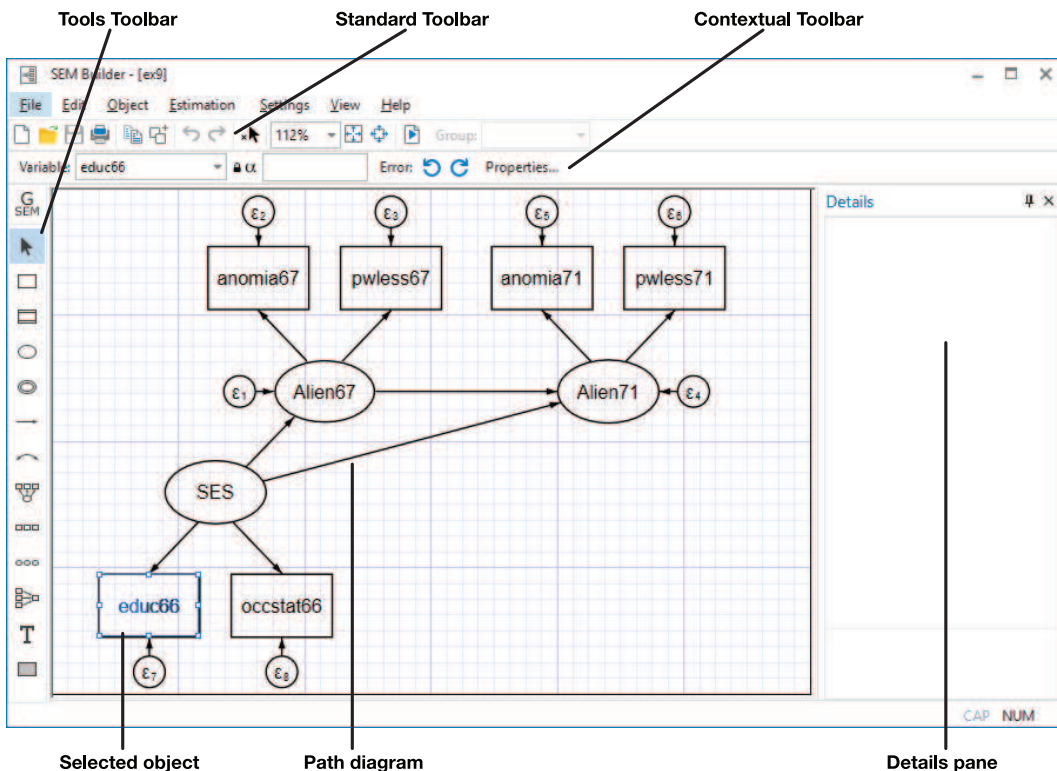 Tools Toolbar Standard Toolbar Contextual Toolbar
SEM Builder - [ex9]
File Edit Object Estimation Settings View Help
112% Group:
Variable: educ66 α Error: Properties...
G
SEM
Details
ε2 ε3 ε5 ε6
anomia67 pwless67 anomia71 pwless71
ε1 Alien67 Alien71 ε4
SES
educ66 occstat66
T
ε7 ε8
CAP NUM
Selected object Path diagram Details pane